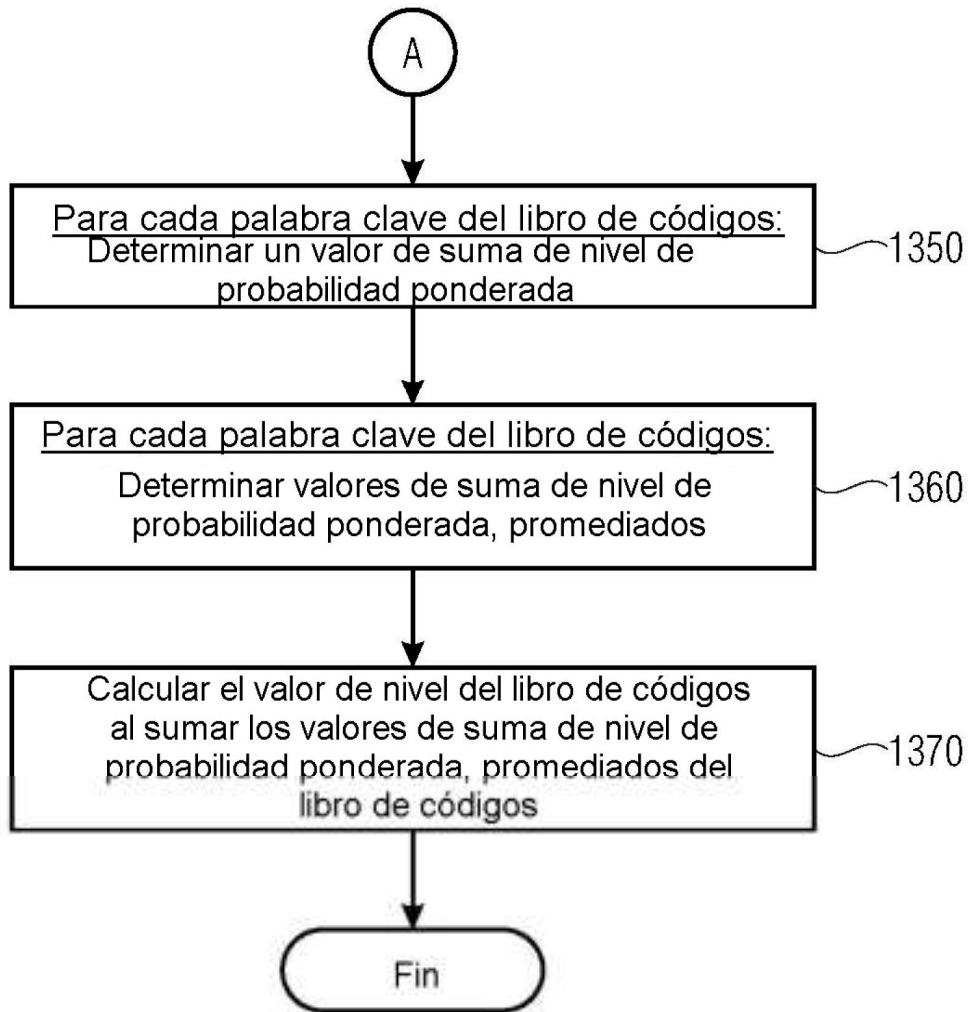 A
Para cada palabra clave del libro de códigos:
Determinar un valor de suma de nivel de
probabilidad ponderada
1350
Para cada palabra clave del libro de códigos:
Determinar valores de suma de nivel de
probabilidad ponderada, promediados
1360
Calcular el valor de nivel del libro de códigos
al sumar los valores de suma de nivel de
probabilidad ponderada, promediados del
libro de códigos
1370
Fin